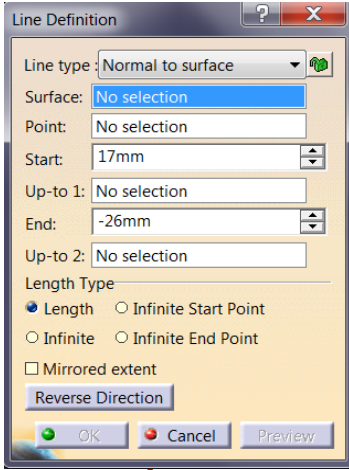 Line Definition ? X
Line type : Normal to surface
Surface: No selection
Point: No selection
Start: 17mm
Up-to 1: No selection
End: -26mm
Up-to 2: No selection
Length Type
Length Infinite Start Point
Infinite Infinite End Point
Mirrored extent
Reverse Direction
OK Cancel Preview